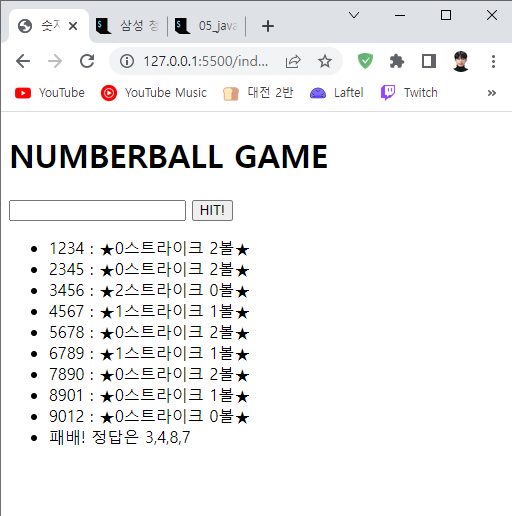 숫자
삼성 청
05_java
127.0.0.1:5500/ind...
YouTube
YouTube Music
대전 2반
Laftel
Twitch
NUMBERBALL GAME
HIT!
1234 : ★0스트라이크 2볼★
2345 : ★0스트라이크 2볼★
3456 : ★2스트라이크 0볼★
4567 : ★1스트라이크 1볼★
5678 : ★0스트라이크 2볼★
6789 : ★1스트라이크 1볼★
7890 : ★0스트라이크 2볼★
8901 : ★0스트라이크 1볼★
9012 : ★0스트라이크 0볼★
패배! 정답은 3,4,8,7